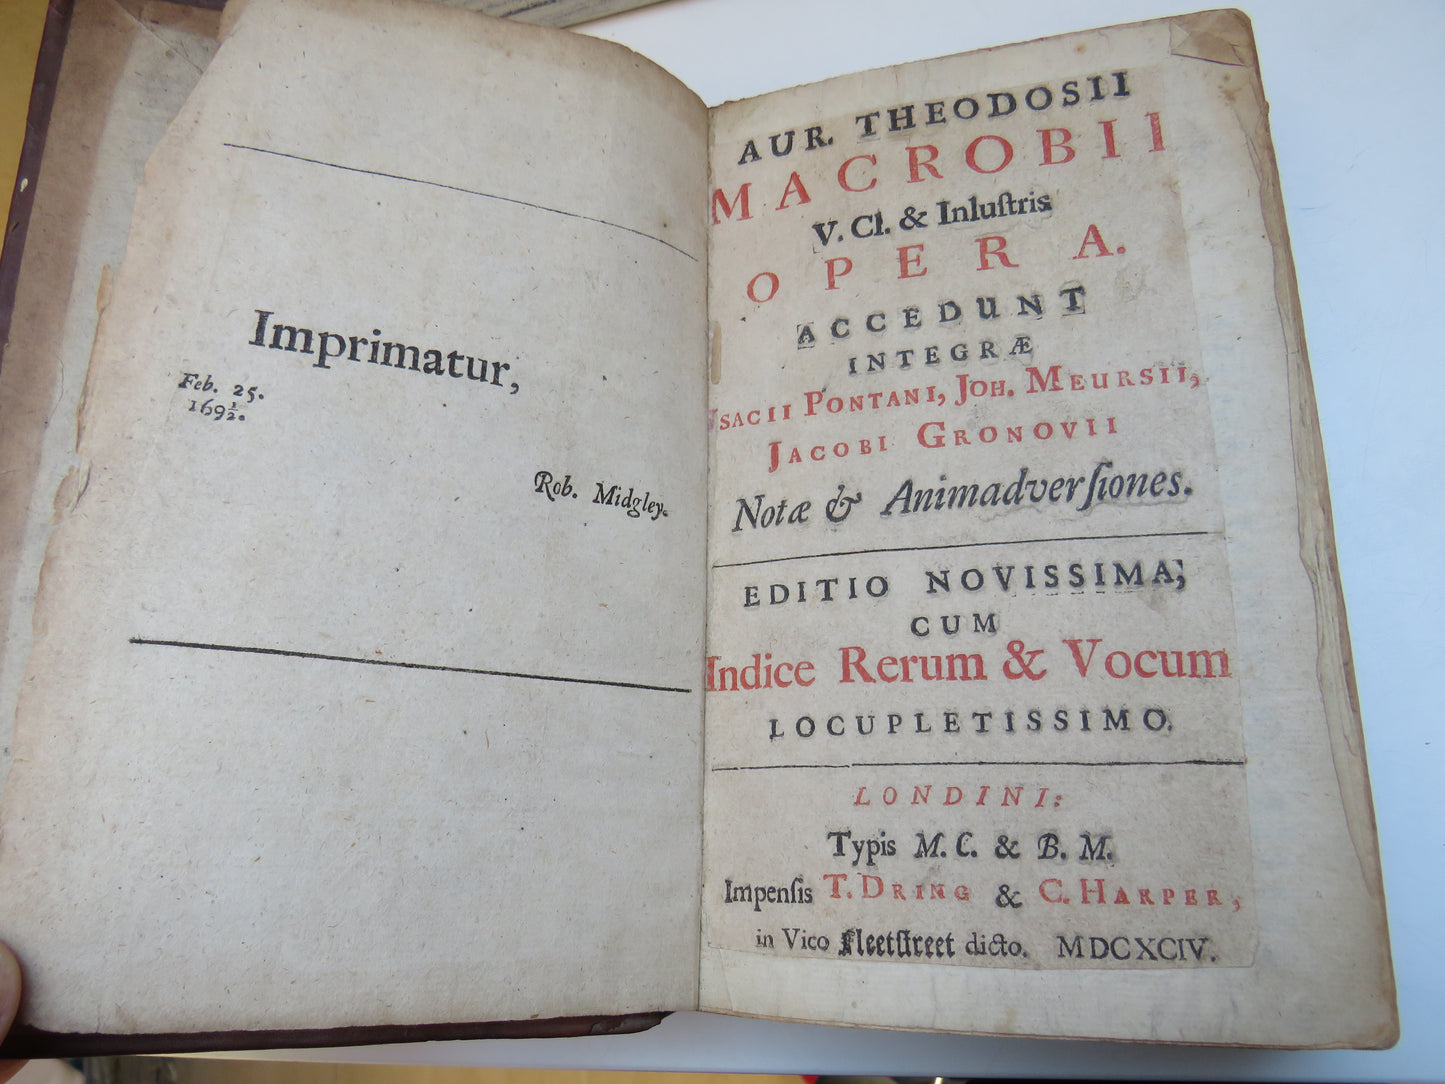 Imprimatur,
Feb. 25.
169½.
Rob. Midgley.
AUR. THEODOSII
MACROBII
V. Cl. & Inluſtris
OPERA.
ACCEDUNT
INTEGRÆ
ISACII PONTANI, JOH. MEURSII,
JACOBI GRONOVII
Notæ & Animadverſiones.
EDITIO NOVISSIMA;
CUM
Indice Rerum & Vocum
LOCUPLETISSIMO.
LONDINI:
Typis M. C. & B. M.
Impenſis T. DRING & C. HARPER,
in Vico Fleetſtreet dicto. MDCXCIV.